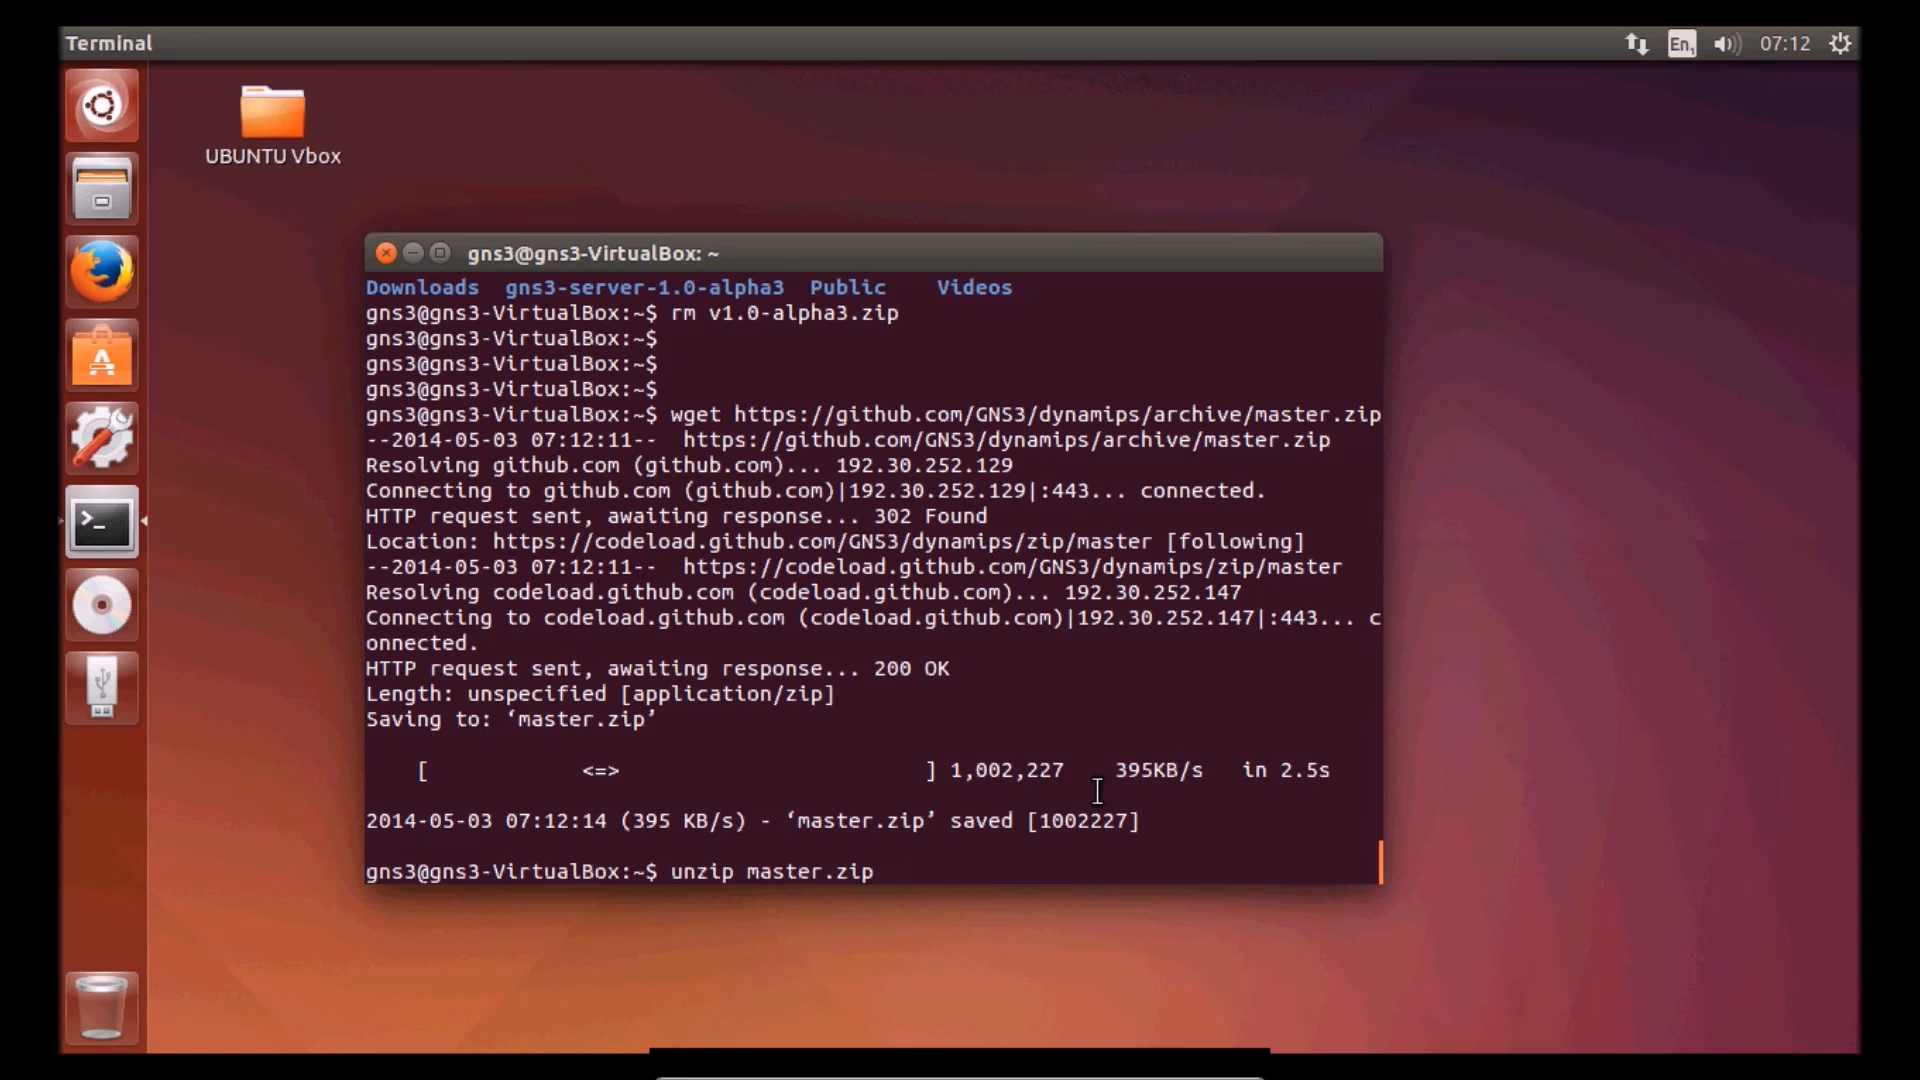 Terminal
En1
07:12
UBUNTU Vbox
gns3@gns3-VirtualBox: ~
Downloads  gns3-server-1.0-alpha3  Public    Videos
gns3@gns3-VirtualBox:~$ rm v1.0-alpha3.zip
gns3@gns3-VirtualBox:~$
gns3@gns3-VirtualBox:~$
gns3@gns3-VirtualBox:~$
gns3@gns3-VirtualBox:~$ wget https://github.com/GNS3/dynamips/archive/master.zip
--2014-05-03 07:12:11--  https://github.com/GNS3/dynamips/archive/master.zip
Resolving github.com (github.com)... 192.30.252.129
Connecting to github.com (github.com)|192.30.252.129|:443... connected.
HTTP request sent, awaiting response... 302 Found
Location: https://codeload.github.com/GNS3/dynamips/zip/master [following]
--2014-05-03 07:12:11--  https://codeload.github.com/GNS3/dynamips/zip/master
Resolving codeload.github.com (codeload.github.com)... 192.30.252.147
Connecting to codeload.github.com (codeload.github.com)|192.30.252.147|:443... c
onnected.
HTTP request sent, awaiting response... 200 OK
Length: unspecified [application/zip]
Saving to: ‘master.zip’
[            <=>                        ] 1,002,227    395KB/s   in 2.5s
2014-05-03 07:12:14 (395 KB/s) - ‘master.zip’ saved [1002227]
gns3@gns3-VirtualBox:~$ unzip master.zip